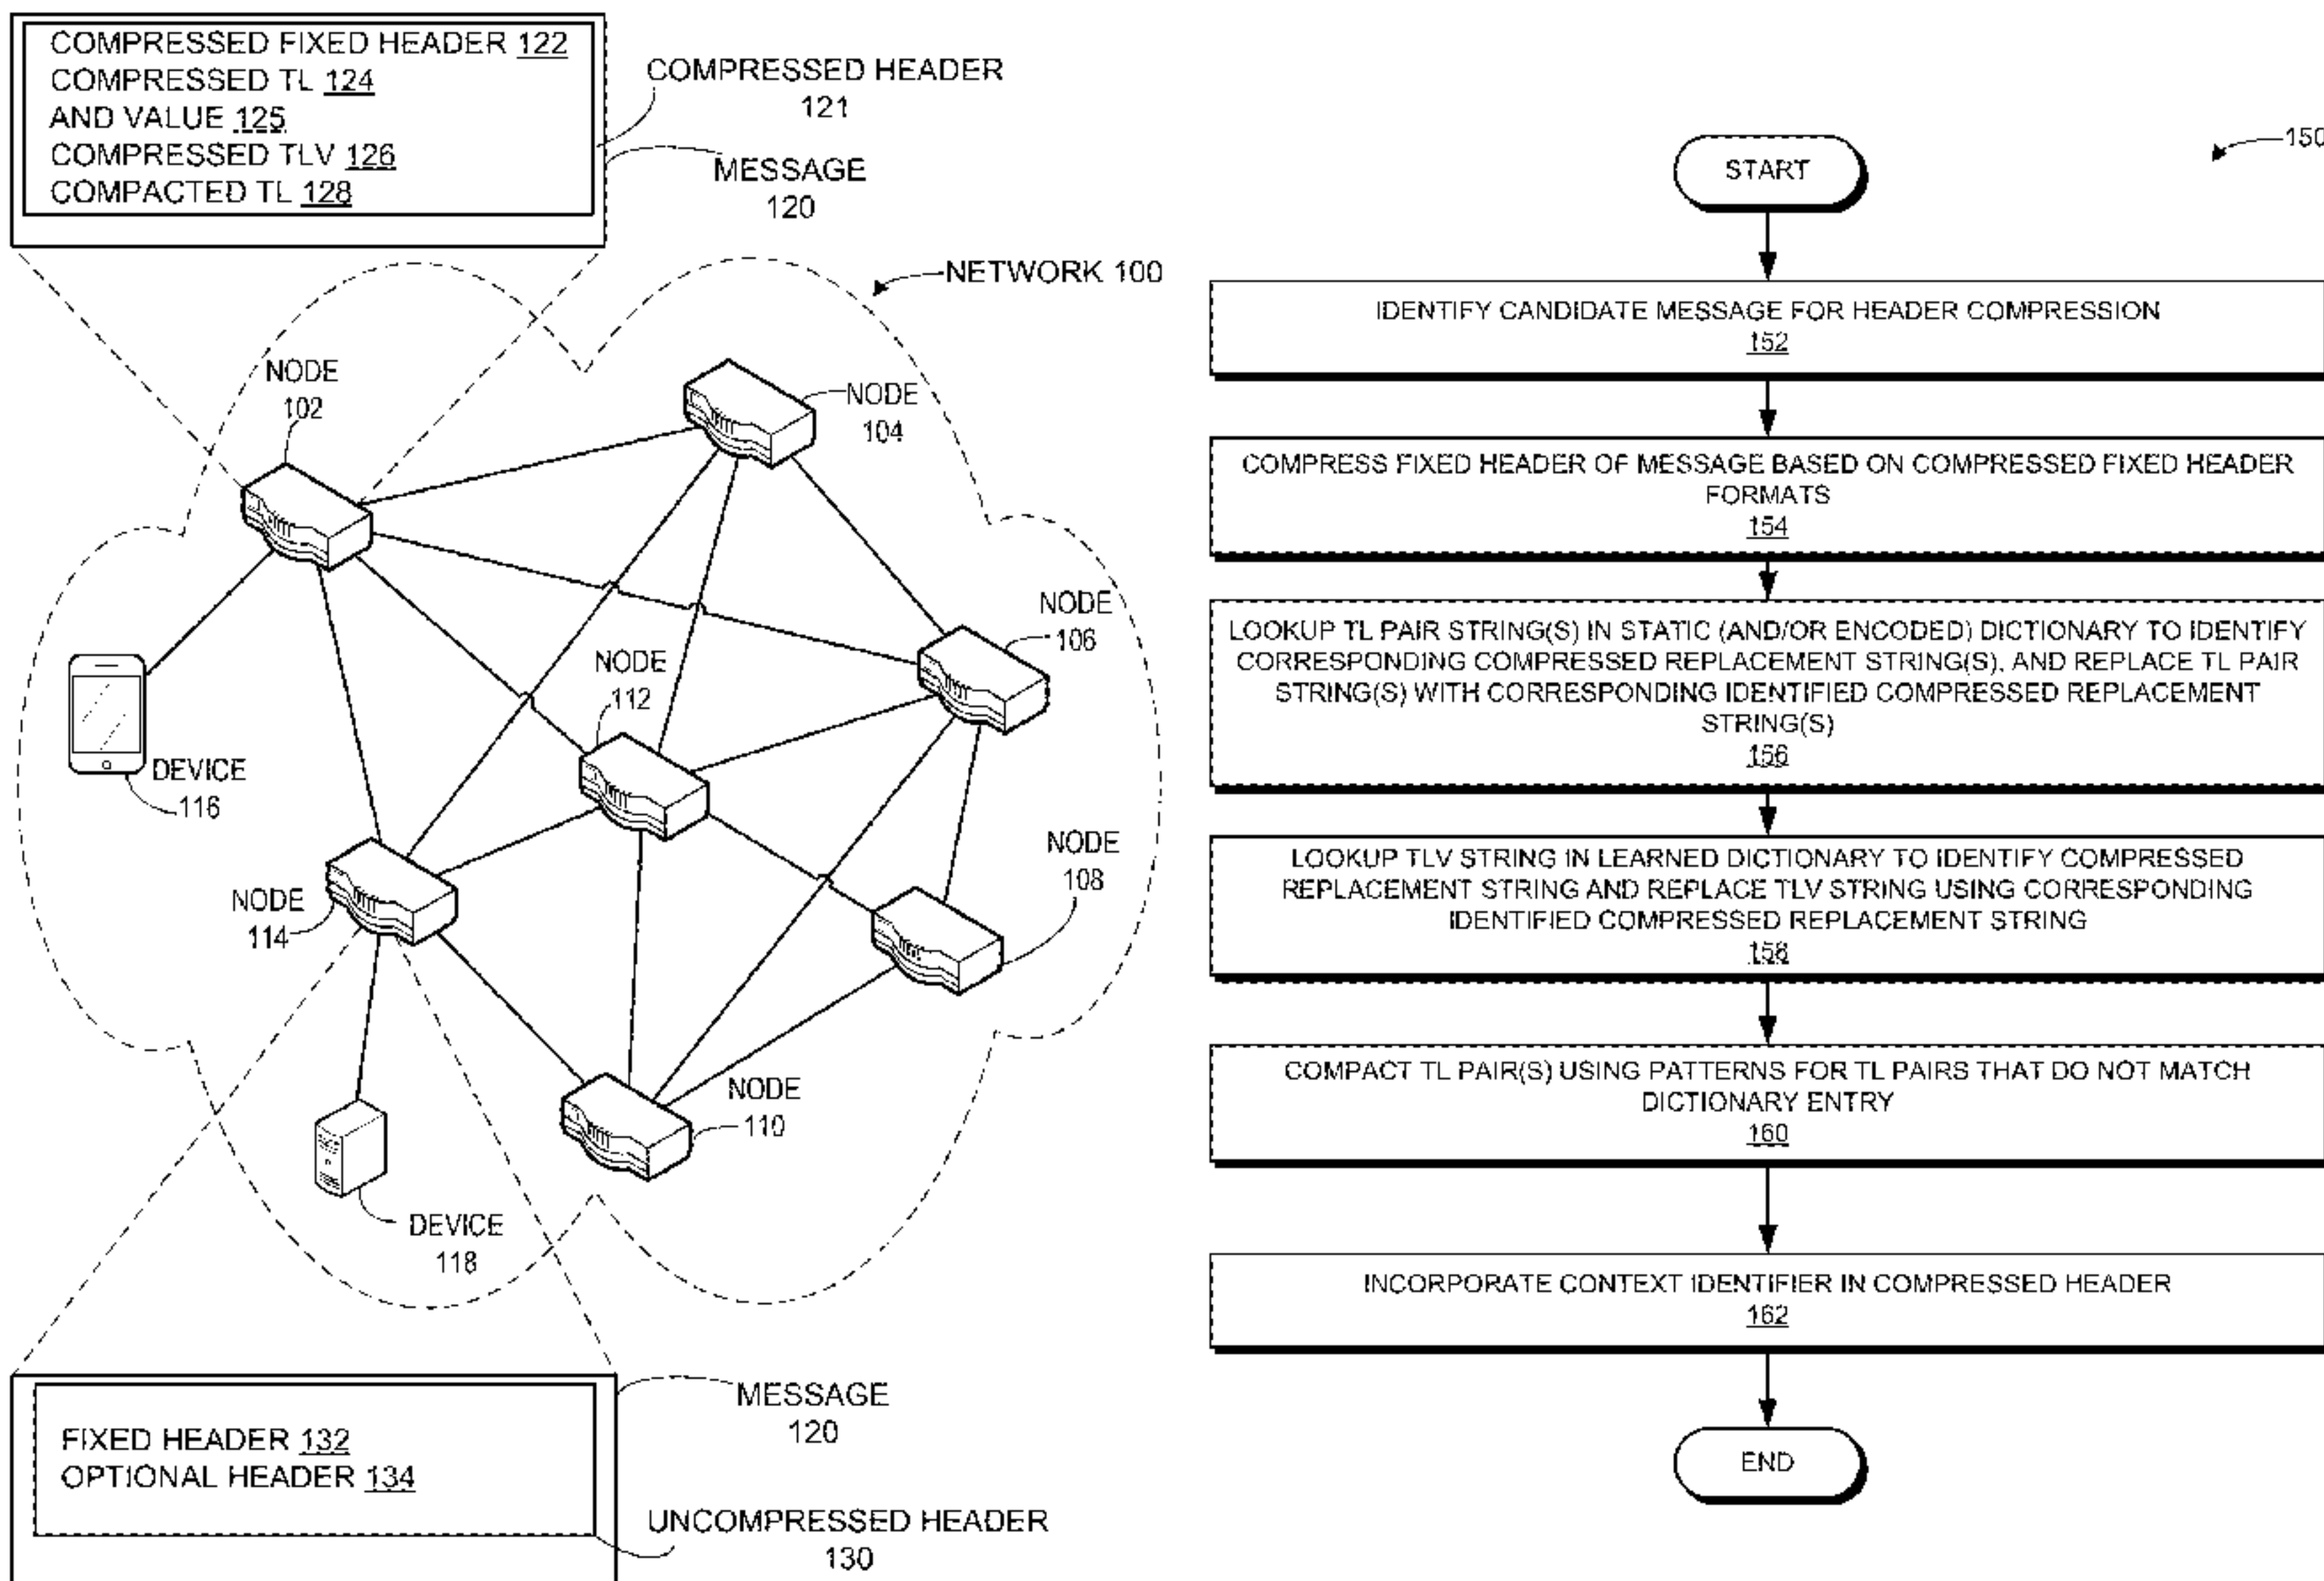 COMPRESSED FIXED HEADER 122
COMPRESSED TL 124
AND VALUE 125
COMPRESSED TLV 126
COMPACTED TL 128
COMPRESSED HEADER
121
MESSAGE
120
NETWORK 100
NODE
102
NODE
104
NODE
106
NODE
112
DEVICE
116
NODE
108
NODE
114
NODE
110
DEVICE
118
MESSAGE
120
FIXED HEADER 132
OPTIONAL HEADER 134
UNCOMPRESSED HEADER
130
150
START
IDENTIFY CANDIDATE MESSAGE FOR HEADER COMPRESSION
152
COMPRESS FIXED HEADER OF MESSAGE BASED ON COMPRESSED FIXED HEADER
FORMATS
154
LOOKUP TL PAIR STRING(S) IN STATIC (AND/OR ENCODED) DICTIONARY TO IDENTIFY
CORRESPONDING COMPRESSED REPLACEMENT STRING(S), AND REPLACE TL PAIR
STRING(S) WITH CORRESPONDING IDENTIFIED COMPRESSED REPLACEMENT
STRING(S)
156
LOOKUP TLV STRING IN LEARNED DICTIONARY TO IDENTIFY COMPRESSED
REPLACEMENT STRING AND REPLACE TLV STRING USING CORRESPONDING
IDENTIFIED COMPRESSED REPLACEMENT STRING
158
COMPACT TL PAIR(S) USING PATTERNS FOR TL PAIRS THAT DO NOT MATCH
DICTIONARY ENTRY
160
INCORPORATE CONTEXT IDENTIFIER IN COMPRESSED HEADER
162
END